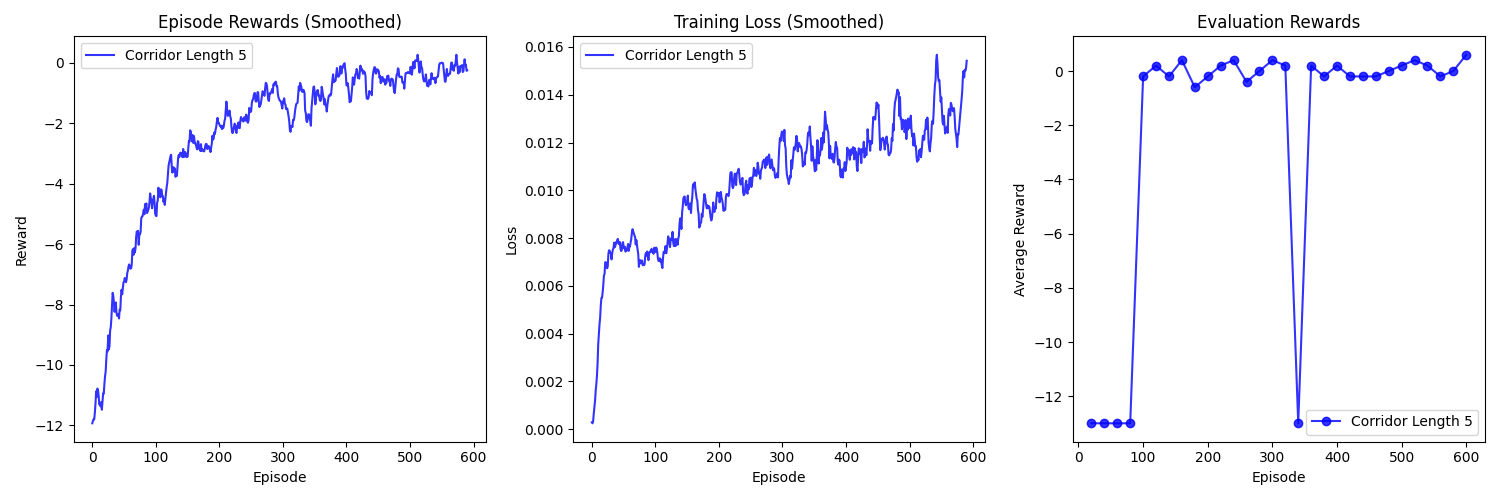 Episode Rewards (Smoothed)
Corridor Length 5
Reward
0
−2
−4
−6
−8
−10
−12
0 100 200 300 400 500 600
Episode
Training Loss (Smoothed)
Corridor Length 5
Loss
0.016
0.014
0.012
0.010
0.008
0.006
0.004
0.002
0.000
0 100 200 300 400 500 600
Episode
Evaluation Rewards
Average Reward
0
−2
−4
−6
−8
−10
−12
Corridor Length 5
0 100 200 300 400 500 600
Episode